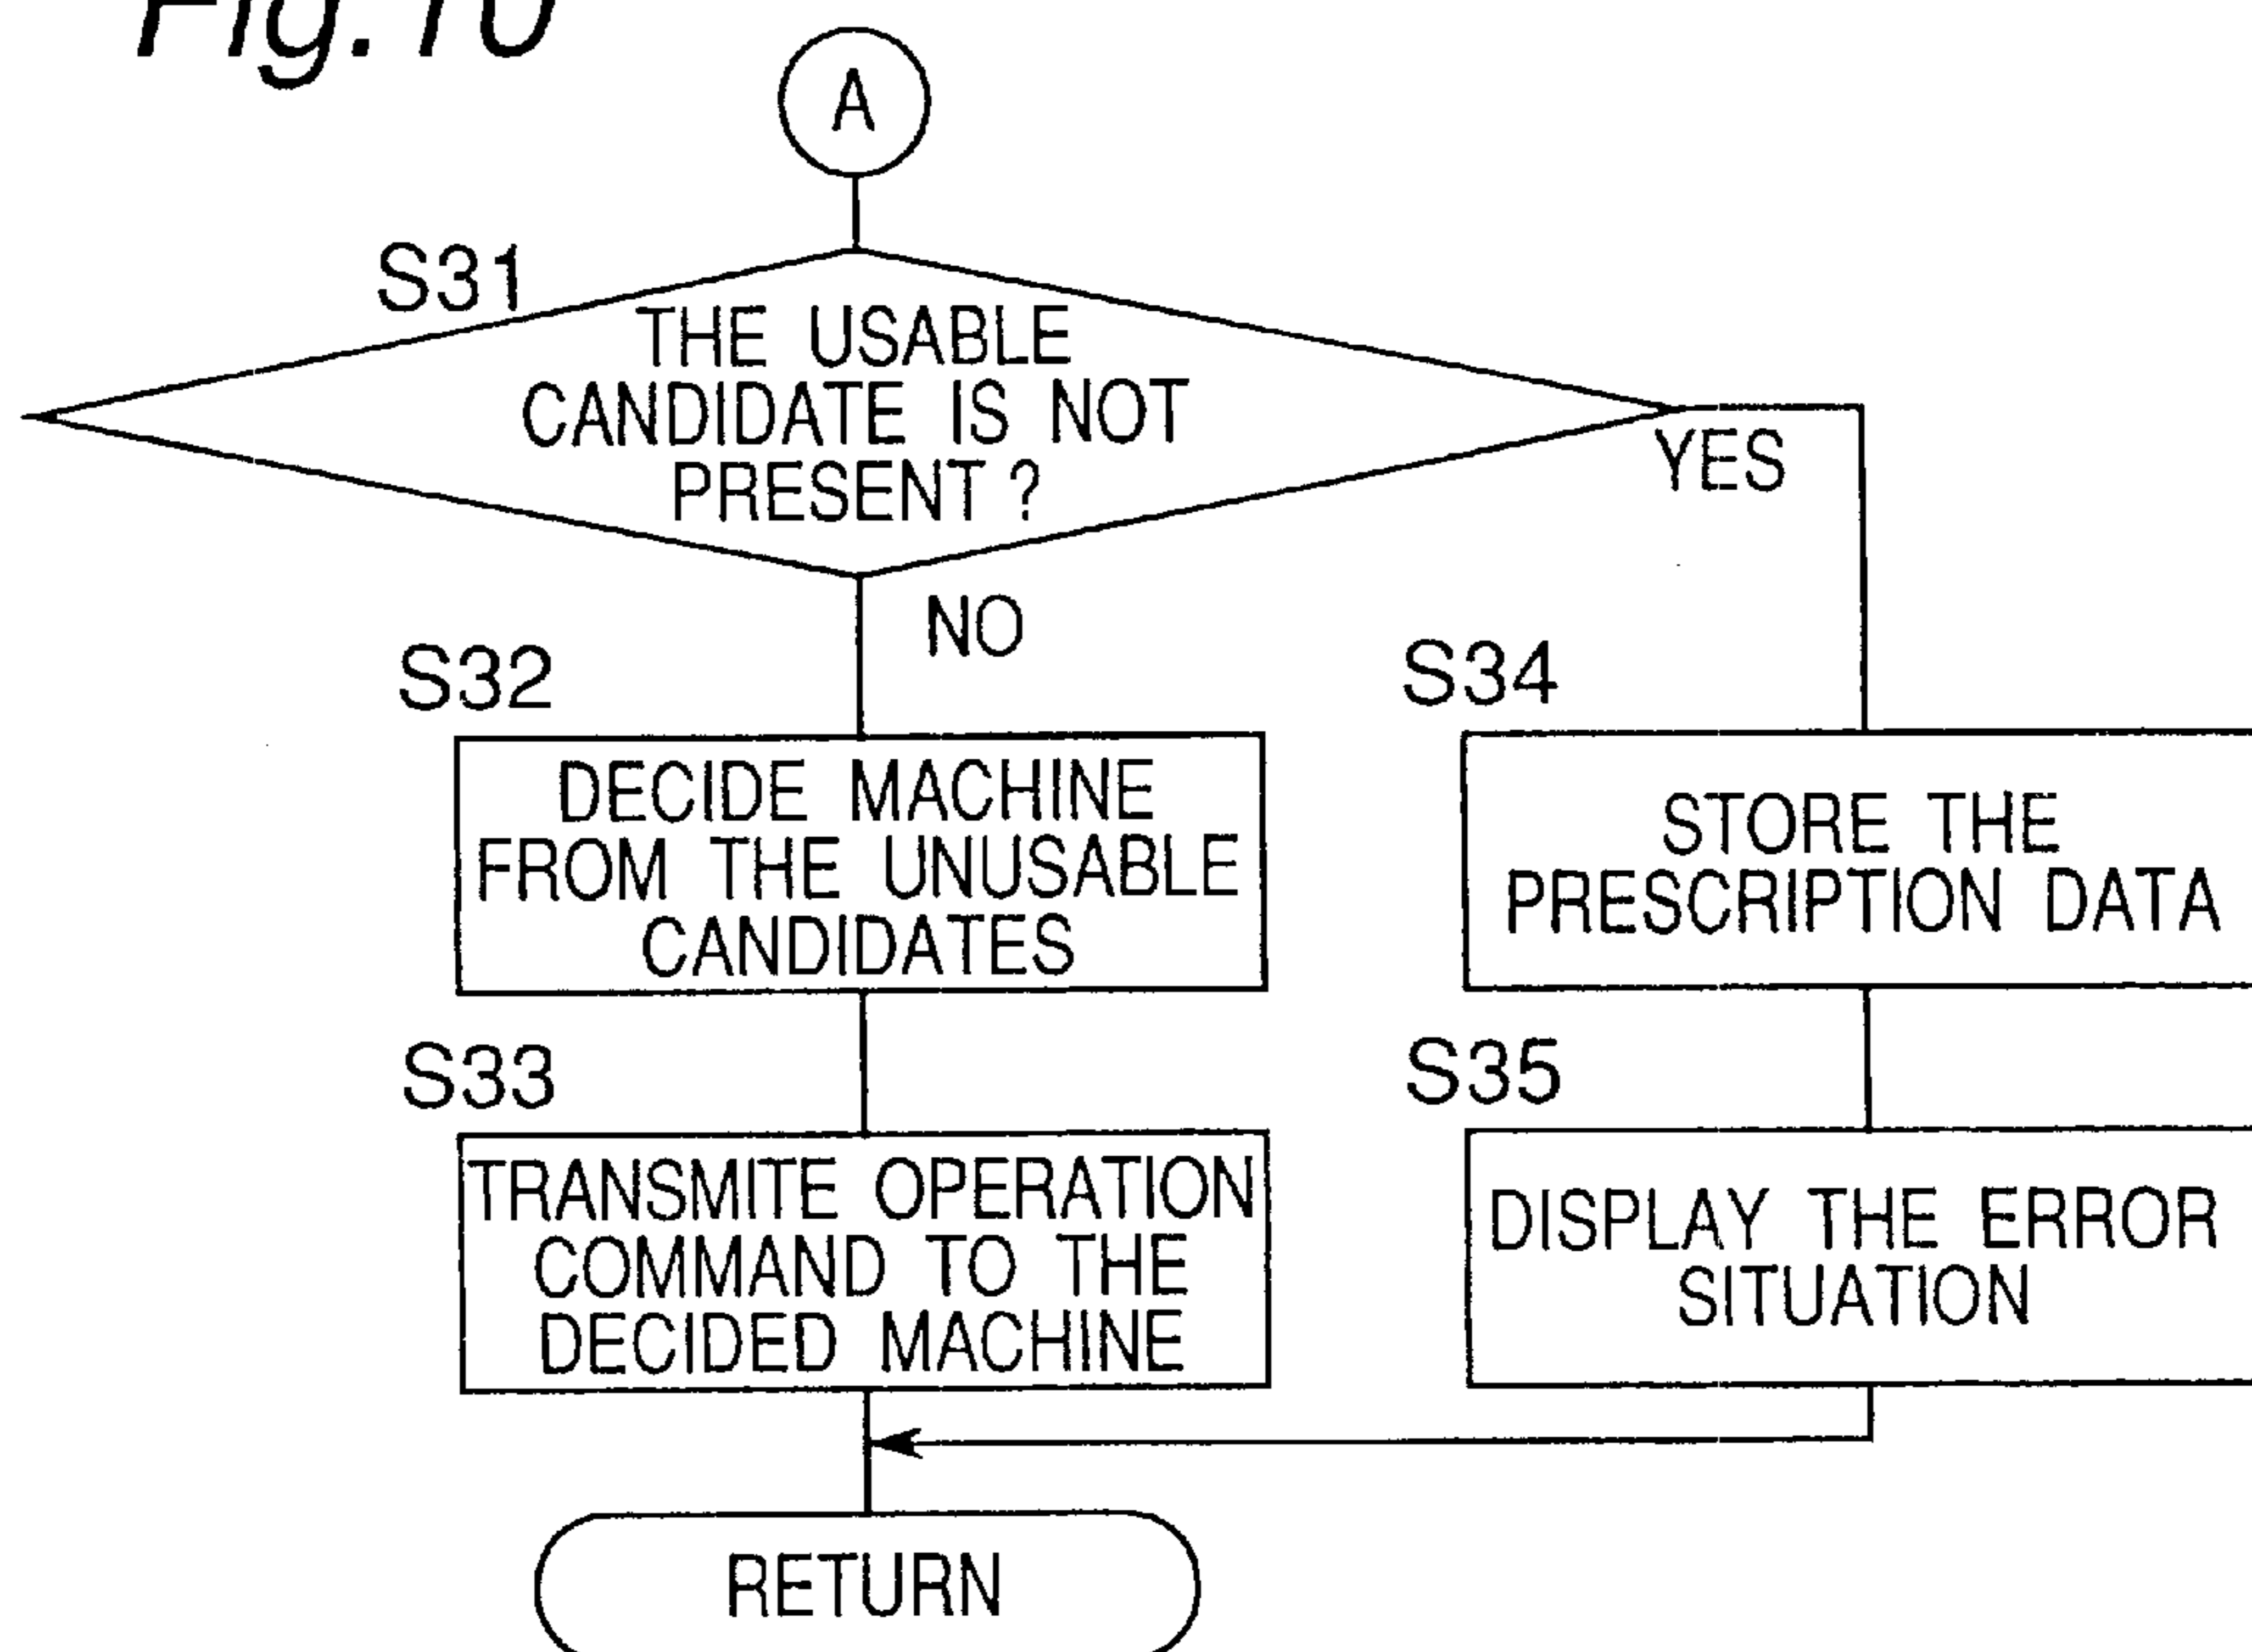 Fig.10
A
S31
THE USABLE
CANDIDATE IS NOT
PRESENT ?
YES
NO
S32
DECIDE MACHINE
FROM THE UNUSABLE
CANDIDATES
S34
STORE THE
PRESCRIPTION DATA
S33
TRANSMITE OPERATION
COMMAND TO THE
DECIDED MACHINE
S35
DISPLAY THE ERROR
SITUATION
RETURN